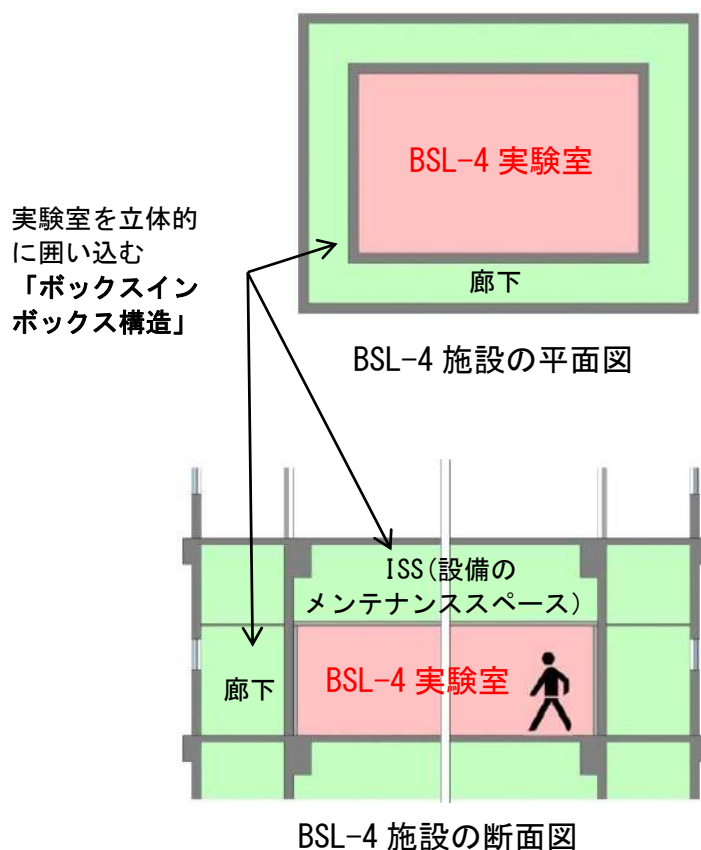 BSL-4 実験室
廊下
実験室を立体的
に囲い込む
「ボックスイン
ボックス構造」
BSL-4 施設の平面図
ISS(設備の
メンテナンススペース)
廊下
BSL-4 実験室
BSL-4 施設の断面図